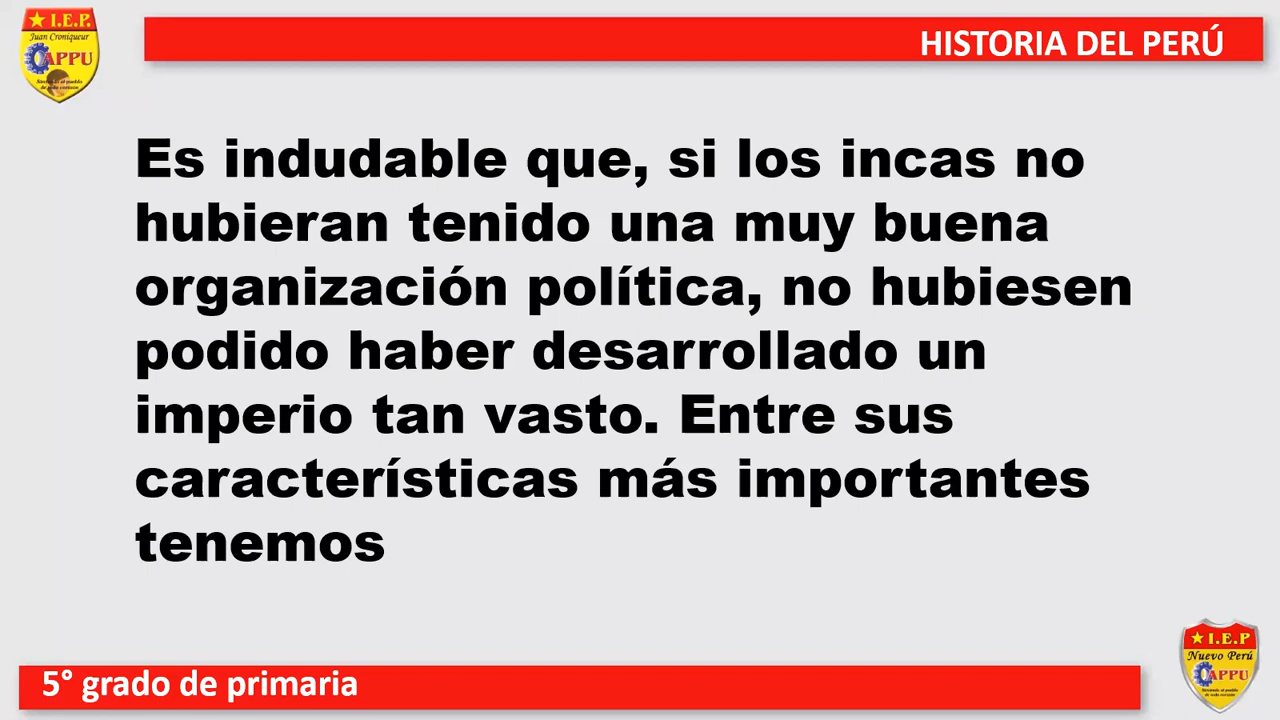 ★ I.E.P.
Juan Croniqueur
APPU
HISTORIA DEL PERÚ
Es indudable que, si los incas no
hubieran tenido una muy buena
organización política, no hubiesen
podido haber desarrollado un
imperio tan vasto. Entre sus
características más importantes
tenemos
5° grado de primaria
★ I.E.P
Nuevo Perú
APPU